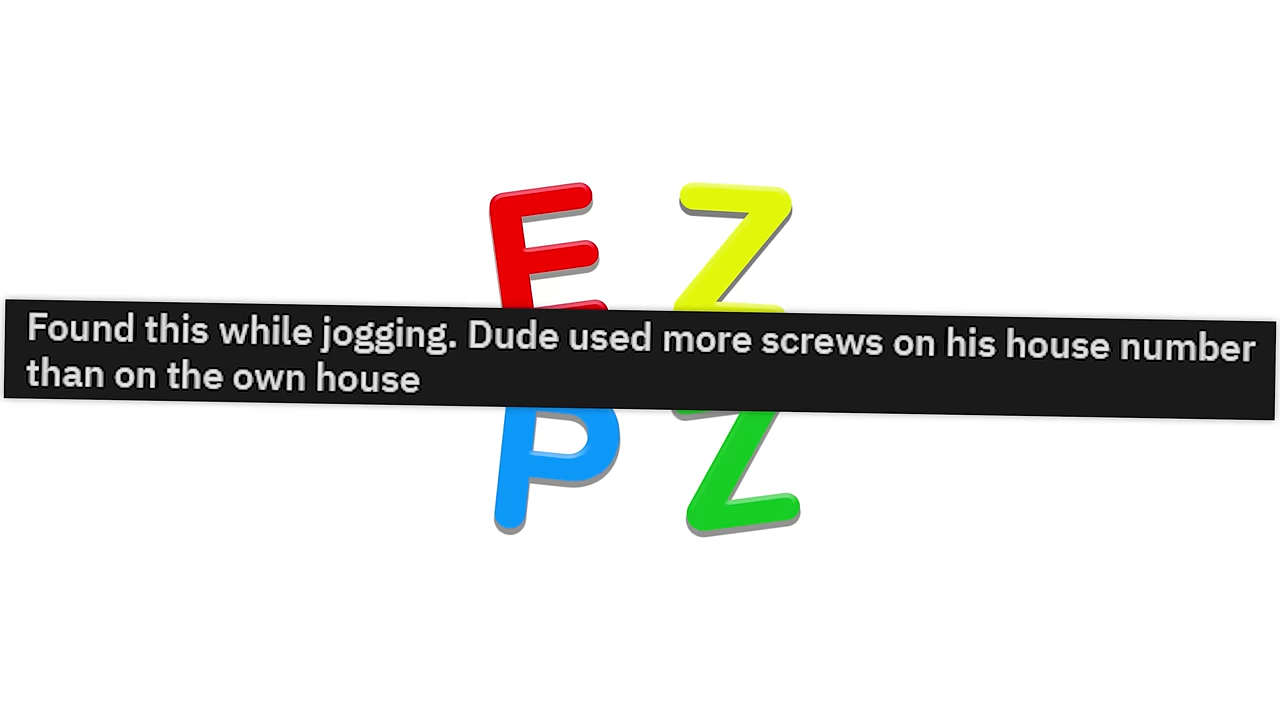 E Z
Found this while jogging. Dude used more screws on his house number
than on the own house
P Z